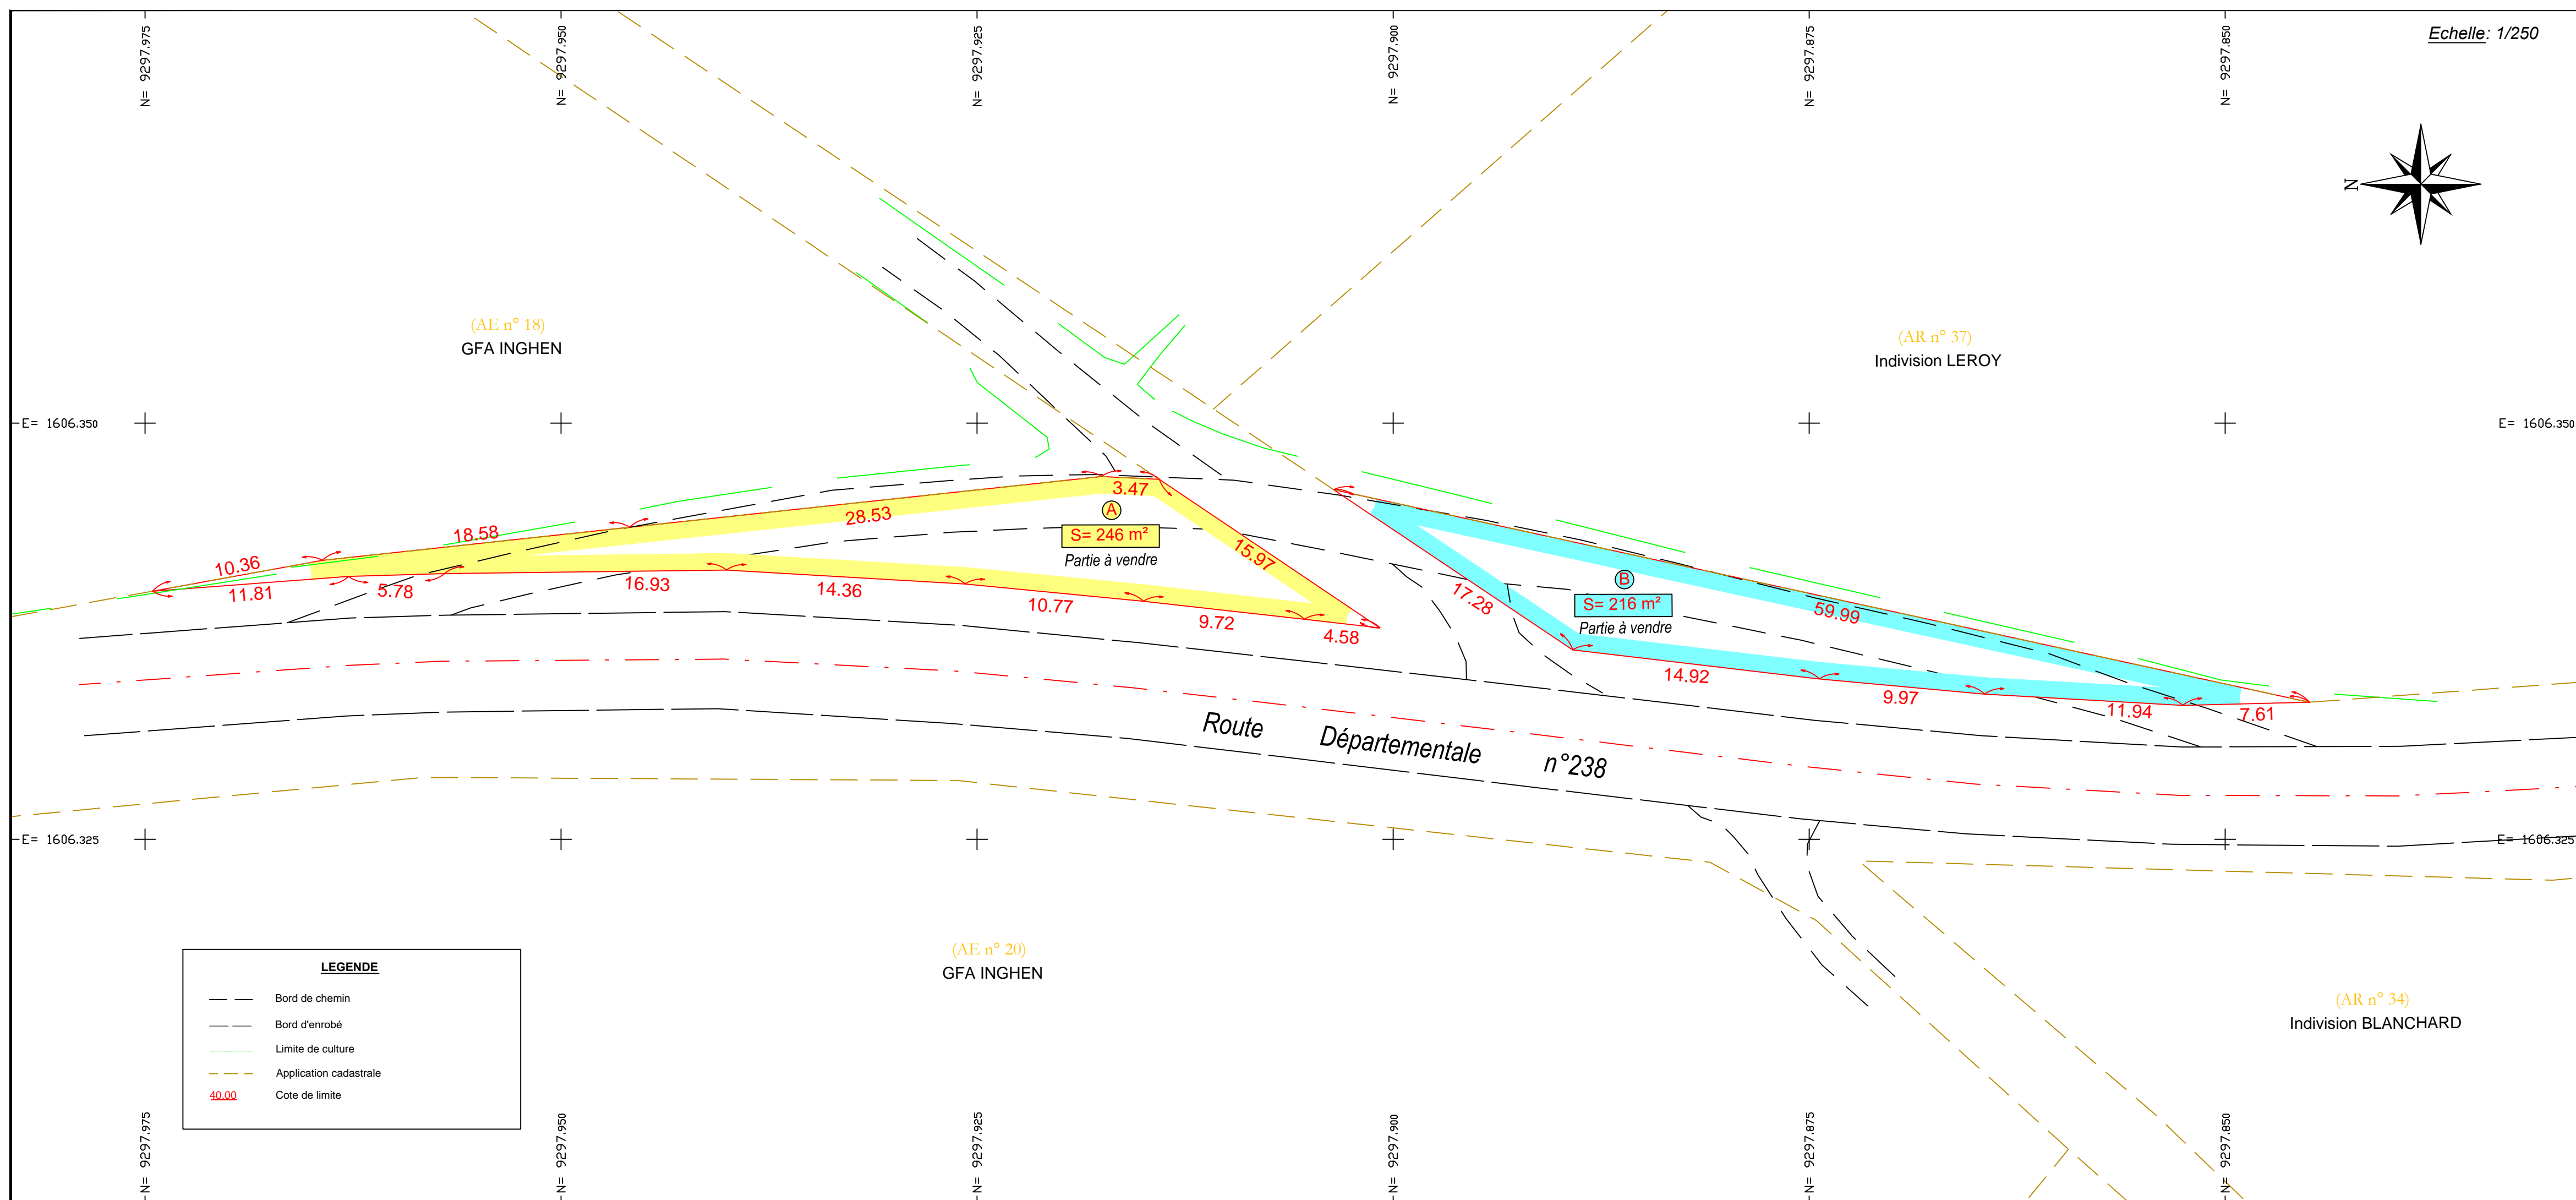 N= 9297.975
N= 9297.950
N= 9297.925
N= 9297.900
N= 9297.875
N= 9297.850
Echelle: 1/250
N
(AE n° 18)
GFA INGHEN
(AR n° 37)
Indivision LEROY
E= 1606.350
E= 1606.350
10.36
18.58
28.53
3.47
A
S= 246 m²
Partie à vendre
15.97
11.81
5.78
16.93
14.36
10.77
9.72
4.58
17.28
B
S= 216 m²
Partie à vendre
59.99
14.92
9.97
11.94
7.61
Route Départementale n°238
E= 1606.325
E= 1606.325
(AE n° 20)
GFA INGHEN
(AR n° 34)
Indivision BLANCHARD
LEGENDE
Bord de chemin
Bord d'enrobé
Limite de culture
Application cadastrale
40.00 Cote de limite
N= 9297.975
N= 9297.950
N= 9297.925
N= 9297.900
N= 9297.875
N= 9297.850